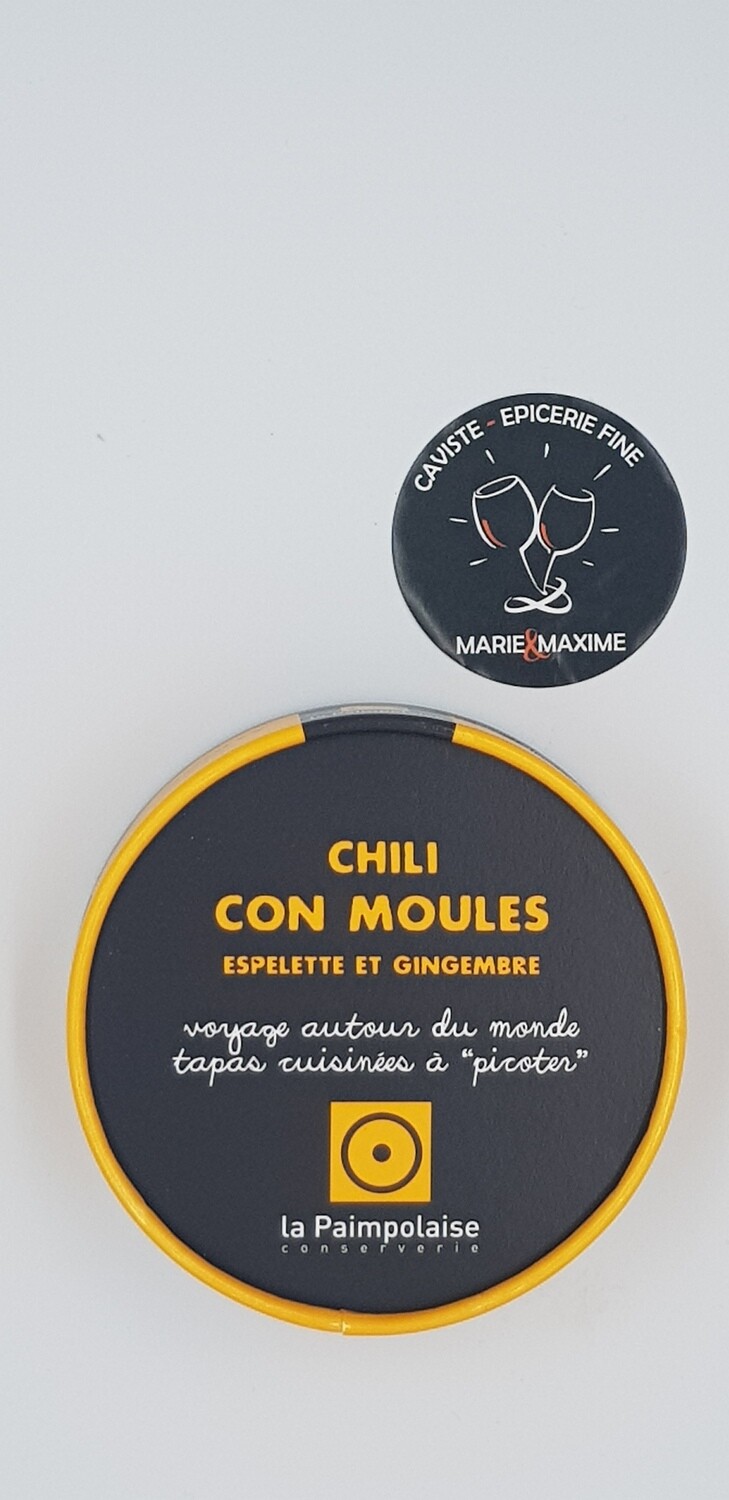 CAVISTE - EPICERIE FINE
MARIE&MAXIME
CHILI
CON MOULES
ESPELETTE ET GINGEMBRE
voyage autour du monde
tapas cuisinées à “picoter”
la Paimpolaise
conserverie